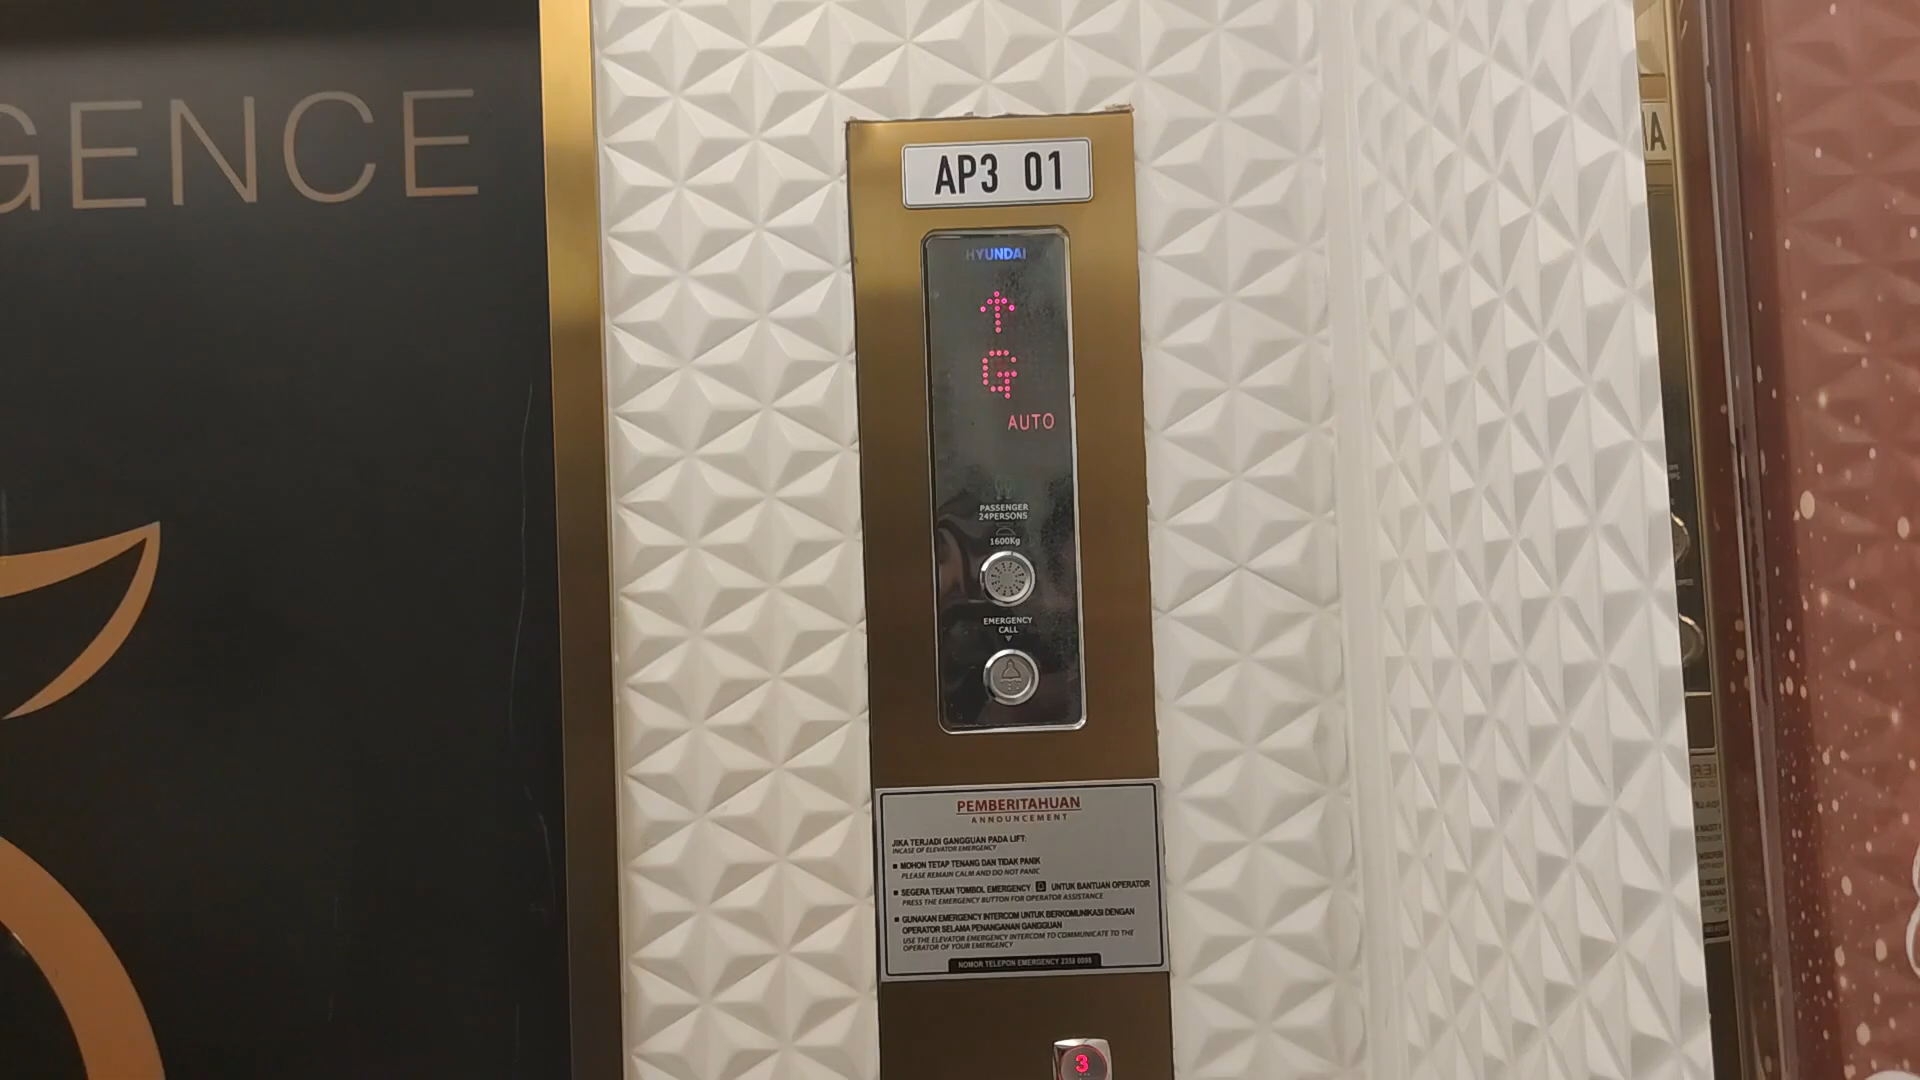 GENCE
AP3 01
HYUNDAI
G
AUTO
PASSENGER
24PERSONS
1600Kg
EMERGENCY
CALL
PEMBERITAHUAN
ANNOUNCEMENT
JIKA TERJADI GANGGUAN PADA LIFT:
INCASE OF ELEVATOR EMERGENCY
MOHON TETAP TENANG DAN TIDAK PANIK
PLEASE REMAIN CALM AND DO NOT PANIC
SEGERA TEKAN TOMBOL EMERGENCY UNTUK BANTUAN OPERATOR
PRESS THE EMERGENCY BUTTON FOR OPERATOR ASSISTANCE
GUNAKAN EMERGENCY INTERCOM UNTUK BERKOMUNIKASI DENGAN
OPERATOR SELAMA PENANGANAN GANGGUAN
USE THE ELEVATOR EMERGENCY INTERCOM TO COMMUNICATE TO THE
OPERATOR OF YOUR EMERGENCY
NOMOR TELEPON EMERGENCY 2358 0000
3